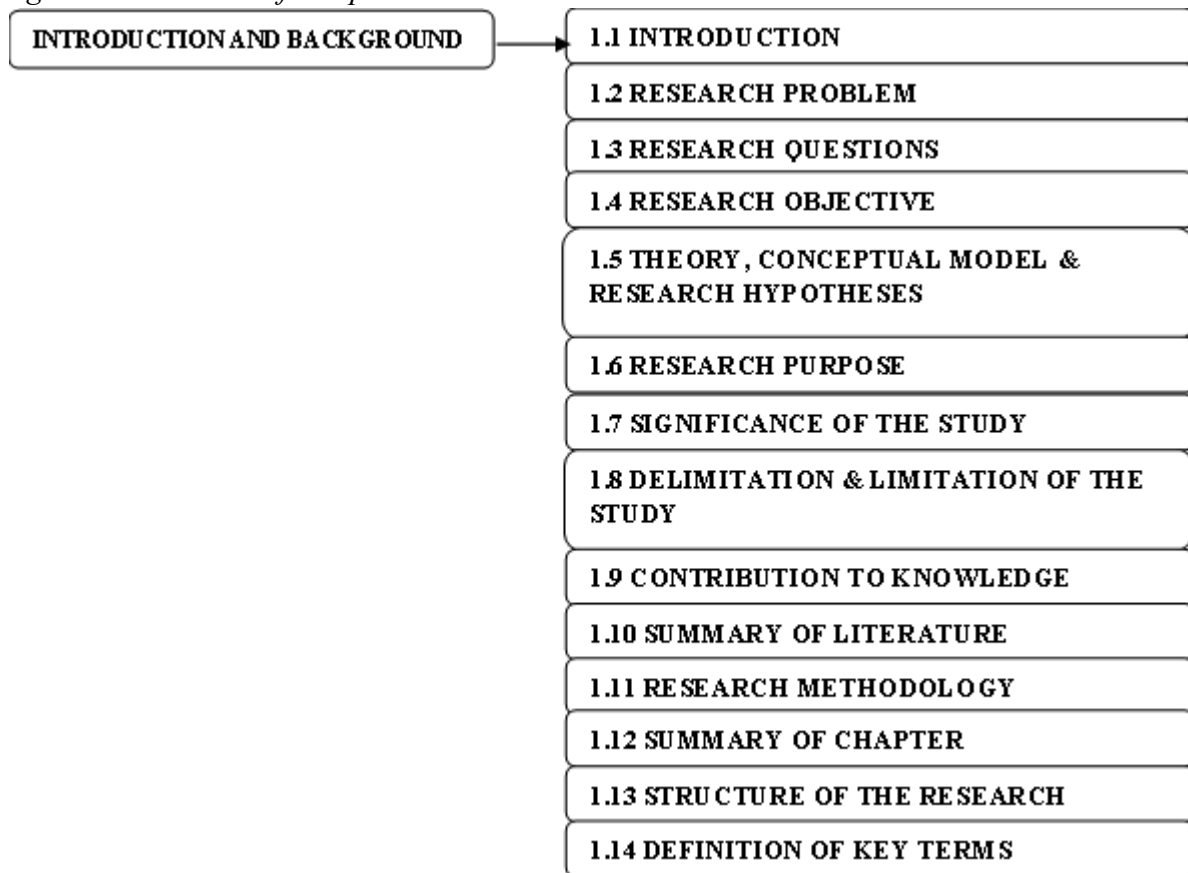 INTRODUCTION AND BACKGROUND
1.1 INTRODUCTION
1.2 RESEARCH PROBLEM
1.3 RESEARCH QUESTIONS
1.4 RESEARCH OBJECTIVE
1.5 THEORY, CONCEPTUAL MODEL &
RESEARCH HYPOTHESES
1.6 RESEARCH PURPOSE
1.7 SIGNIFICANCE OF THE STUDY
1.8 DELIMITATION & LIMITATION OF THE
STUDY
1.9 CONTRIBUTION TO KNOWLEDGE
1.10 SUMMARY OF LITERATURE
1.11 RESEARCH METHODOLOGY
1.12 SUMMARY OF CHAPTER
1.13 STRUCTURE OF THE RESEARCH
1.14 DEFINITION OF KEY TERMS